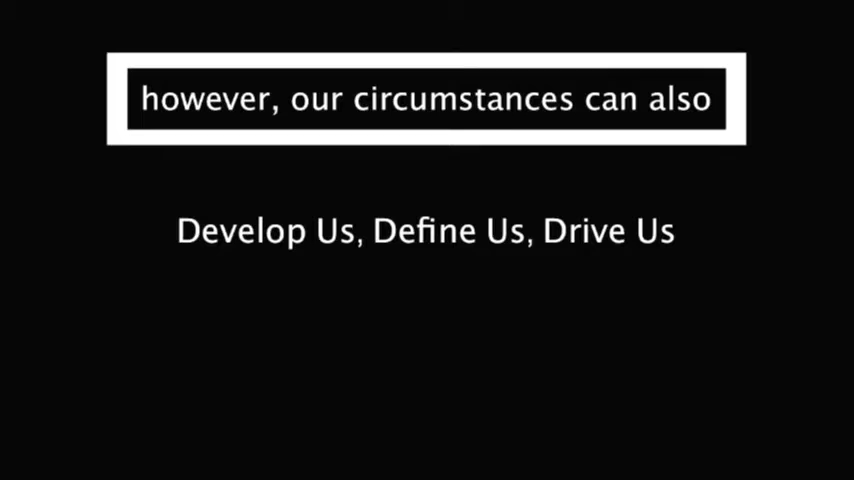 however, our circumstances can also
Develop Us, Define Us, Drive Us